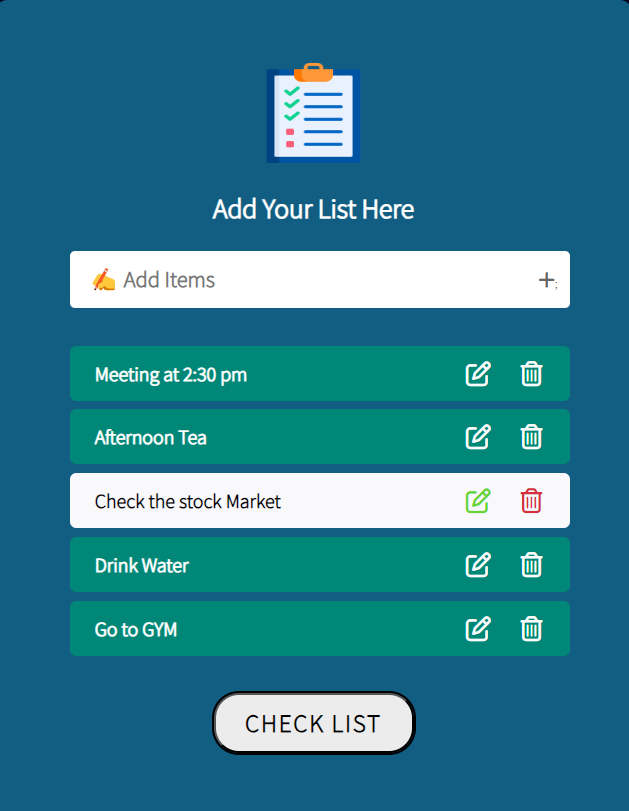 Add Your List Here
✍️ Add Items +;
Meeting at 2:30 pm
Afternoon Tea
Check the stock Market
Drink Water
Go to GYM
CHECK LIST